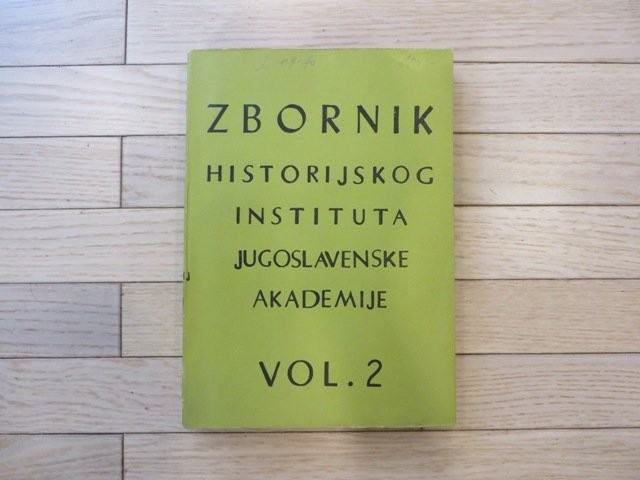 ZBORNIK
HISTORIJSKOG
INSTITUTA
JUGOSLAVENSKE
AKADEMIJE
VOL. 2